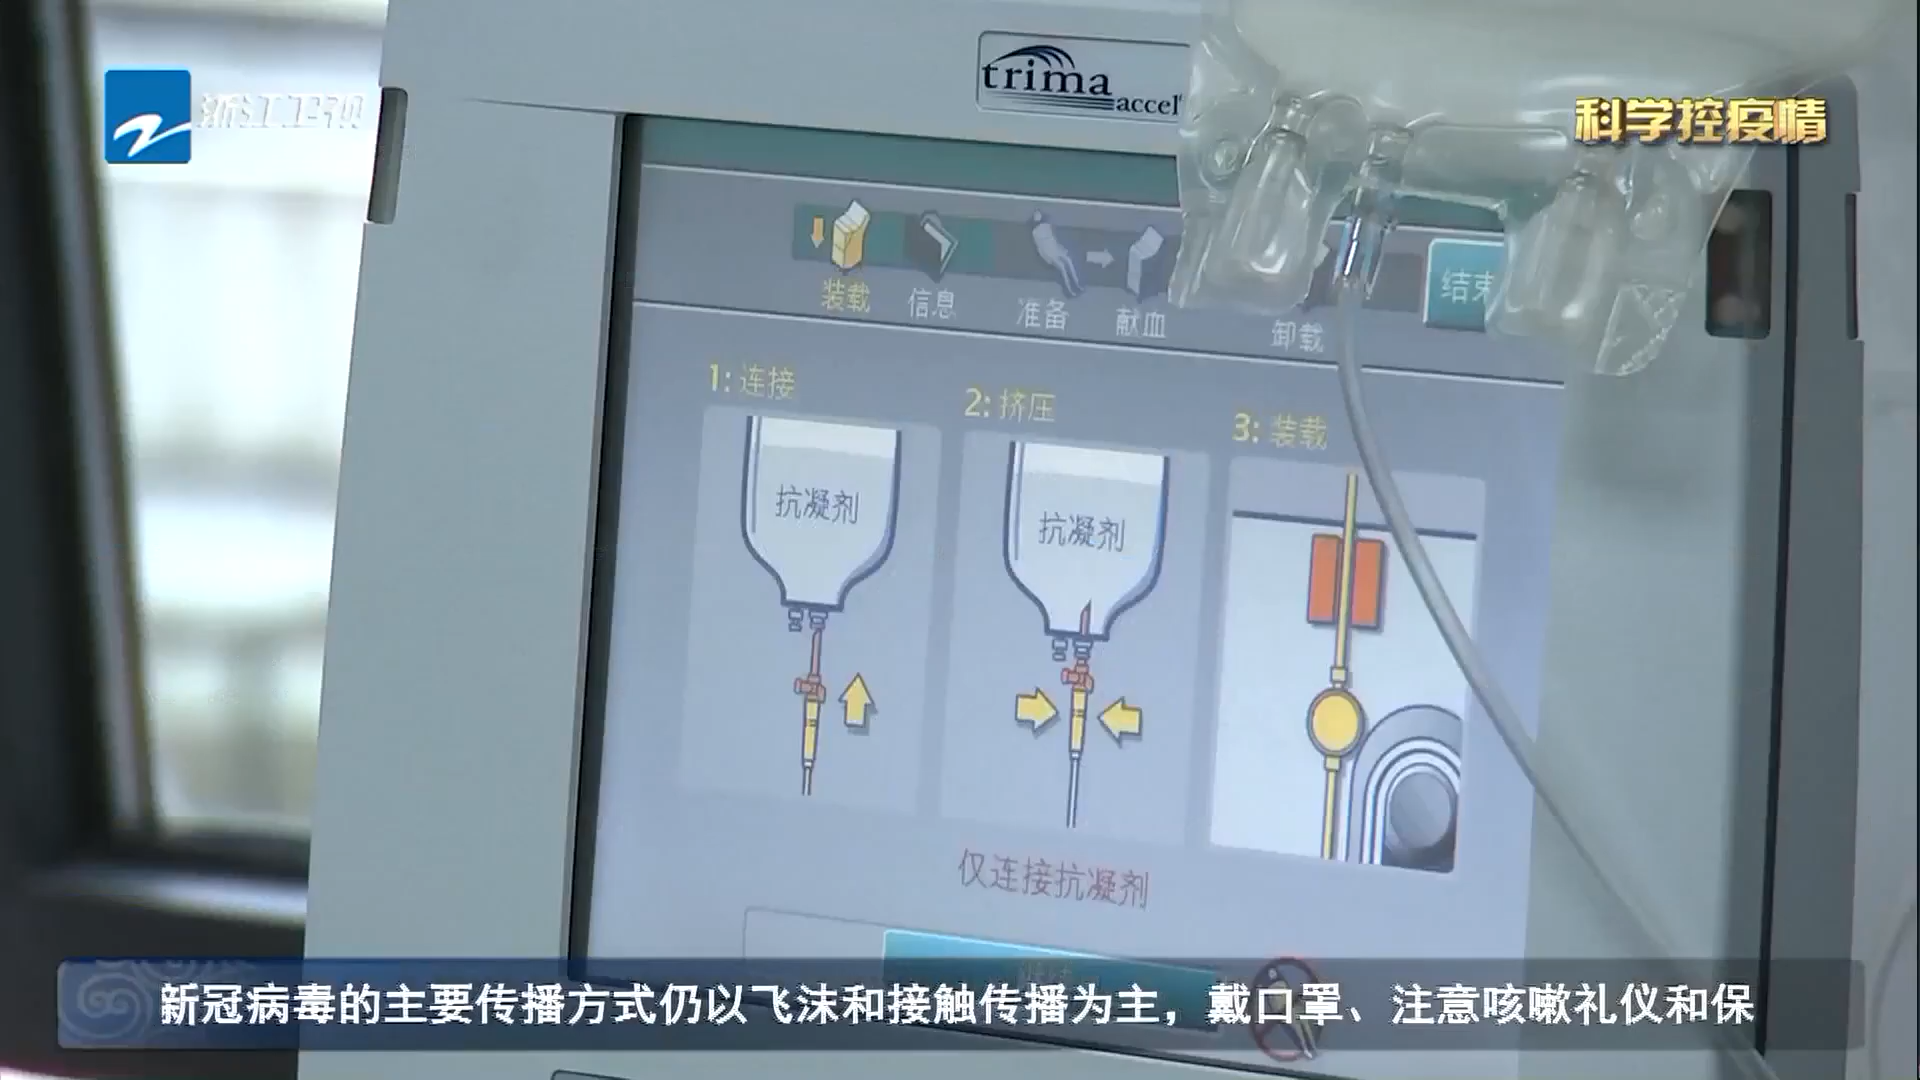 浙江卫视
trima
accel
科学控疫情
装载
信息
准备
献血
卸载
结束
1: 连接
2: 挤压
3: 装载
抗凝剂
抗凝剂
仅连接抗凝剂
新冠病毒的主要传播方式仍以飞沫和接触传播为主，戴口罩、注意咳嗽礼仪和保